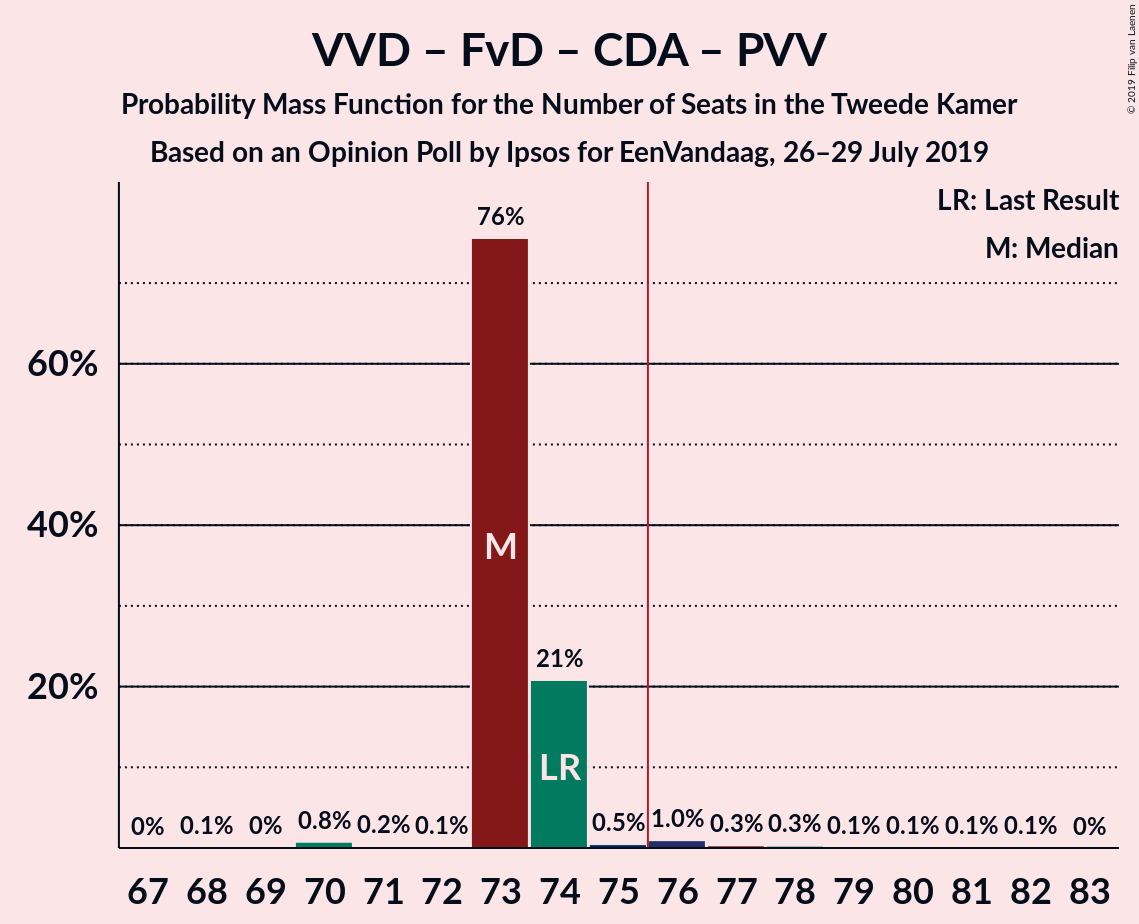 VVD – FvD – CDA – PVV
Probability Mass Function for the Number of Seats in the Tweede Kamer
Based on an Opinion Poll by Ipsos for EenVandaag, 26–29 July 2019
© 2019 Filip van Laenen
LR: Last Result
M: Median
60%
40%
20%
0% 0.1% 0% 0.8% 0.2% 0.1% 76% 21% 0.5% 1.0% 0.3% 0.3% 0.1% 0.1% 0.1% 0.1% 0%
M
LR
67 68 69 70 71 72 73 74 75 76 77 78 79 80 81 82 83